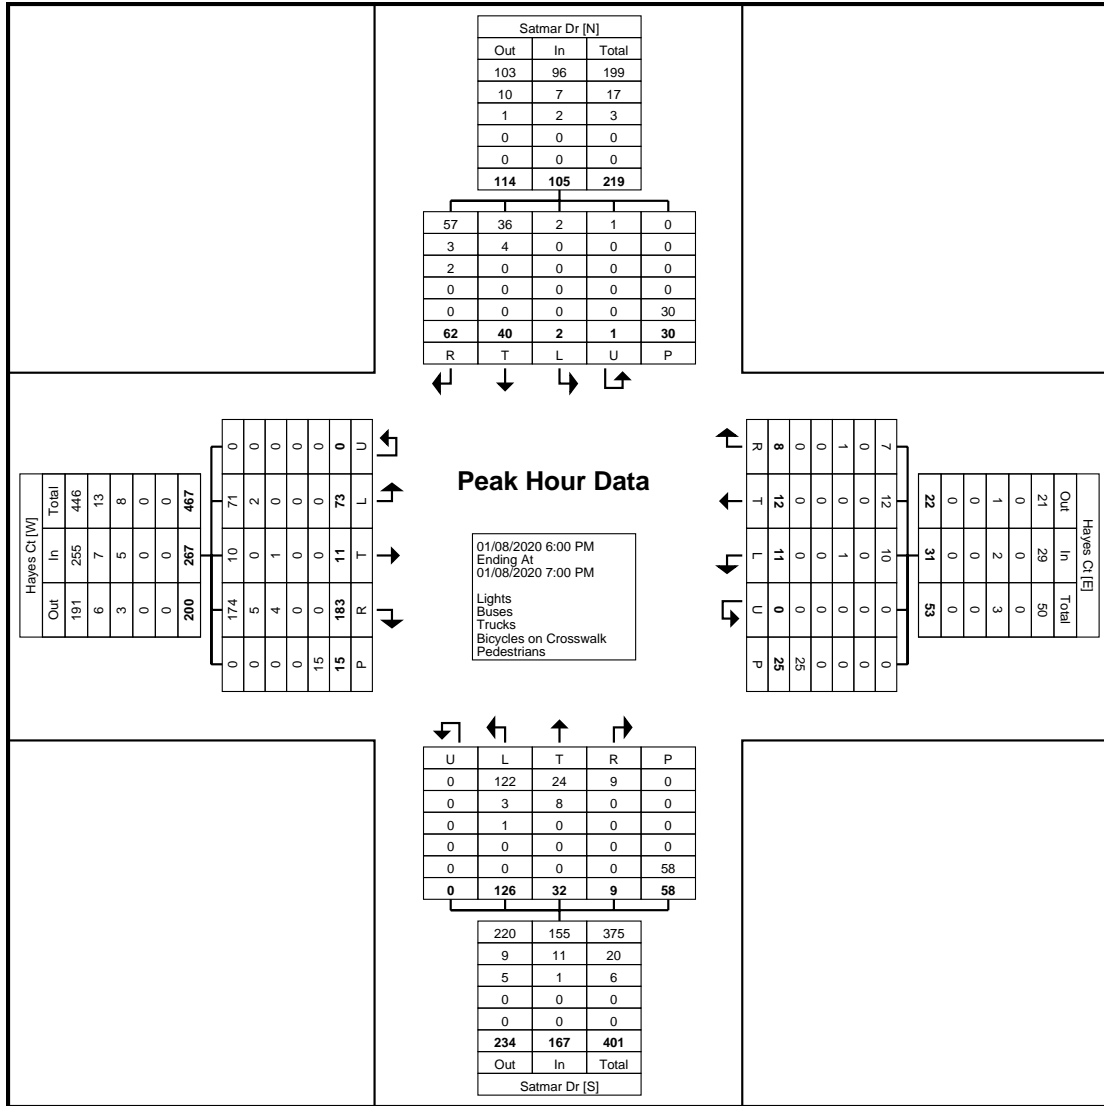 Satmar Dr [N]
Out In Total
103 96 199
10 7 17
1 2 3
0 0 0
0 0 0
114 105 219
57 36 2 1 0
3 4 0 0 0
2 0 0 0 0
0 0 0 0 0
0 0 0 0 30
62 40 2 1 30
R T L U P
Hayes Ct [W]
Out In Total
191 255 446
6 7 13
3 5 8
0 0 0
0 0 0
200 267 467
0 174 10 71 0
0 5 0 2 0
0 4 1 0 0
0 0 0 0 0
15 0 0 0 0
15 183 11 73 0
P R T L U
Peak Hour Data
01/08/2020 6:00 PM
Ending At
01/08/2020 7:00 PM
Lights
Buses
Trucks
Bicycles on Crosswalk
Pedestrians
Hayes Ct [E]
Out In Total
21 29 50
0 0 0
1 2 3
0 0 0
0 0 0
22 31 53
7 12 10 0 0
0 0 0 0 0
1 0 1 0 0
0 0 0 0 0
0 0 0 0 25
8 12 11 0 25
R T L U P
U L T R P
0 122 24 9 0
0 3 8 0 0
0 1 0 0 0
0 0 0 0 0
0 0 0 0 58
0 126 32 9 58
220 155 375
9 11 20
5 1 6
0 0 0
0 0 0
234 167 401
Out In Total
Satmar Dr [S]